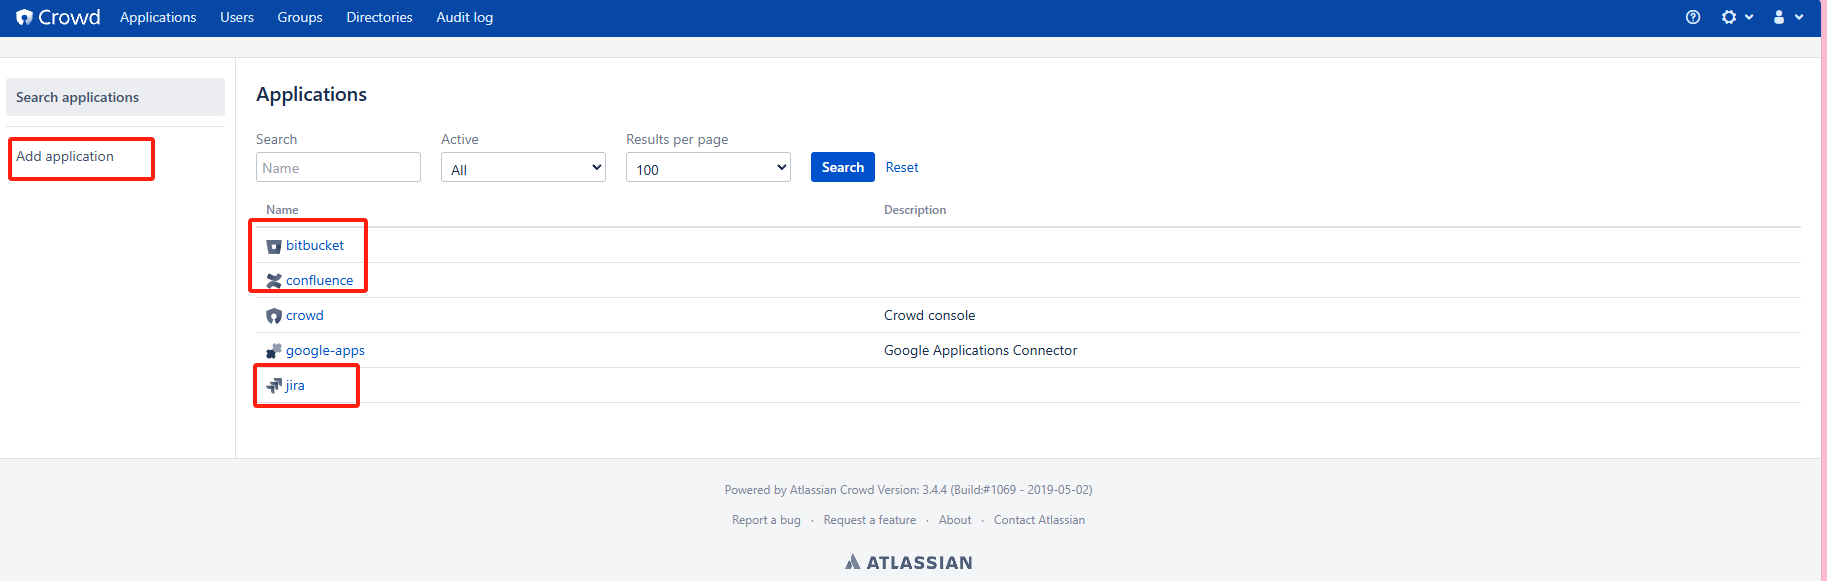 Crowd Applications Users Groups Directories Audit log
Search applications
Add application
Applications
Search Active Results per page
Name All 100 Search Reset
Name Description
bitbucket
confluence
crowd Crowd console
google-apps Google Applications Connector
jira
Powered by Atlassian Crowd Version: 3.4.4 (Build:#1069 - 2019-05-02)
Report a bug · Request a feature · About · Contact Atlassian
ATLASSIAN